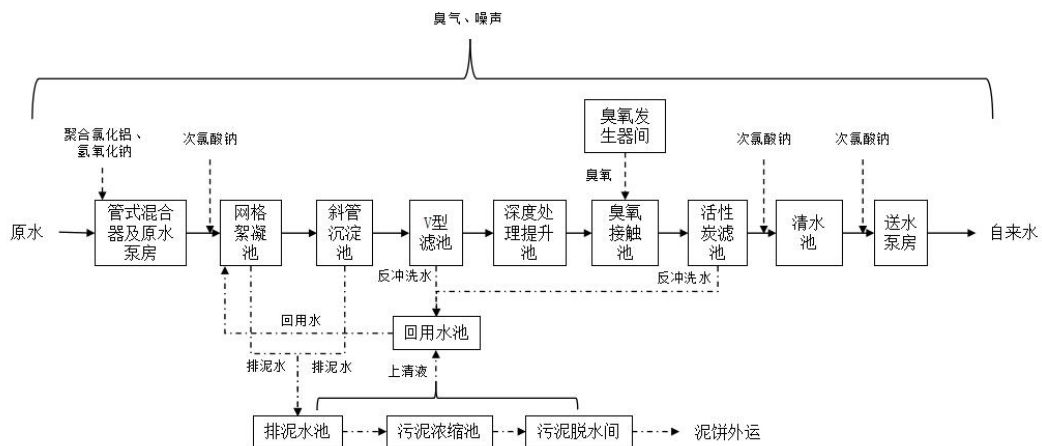 臭气、噪声
聚合氯化铝、
氢氧化钠
次氯酸钠
臭氧发
生器间
臭氧
次氯酸钠
次氯酸钠
原水
管式混合
器及原水
泵房
网格
絮凝
池
斜管
沉淀
池
V型
滤池
深度处
理提升
池
臭氧
接触
池
活性
炭滤
池
清水
池
送水
泵房
自来水
反冲洗水
反冲洗水
回用水
回用水池
排泥水
排泥水
上清液
排泥水池
污泥浓缩池
污泥脱水间
泥饼外运